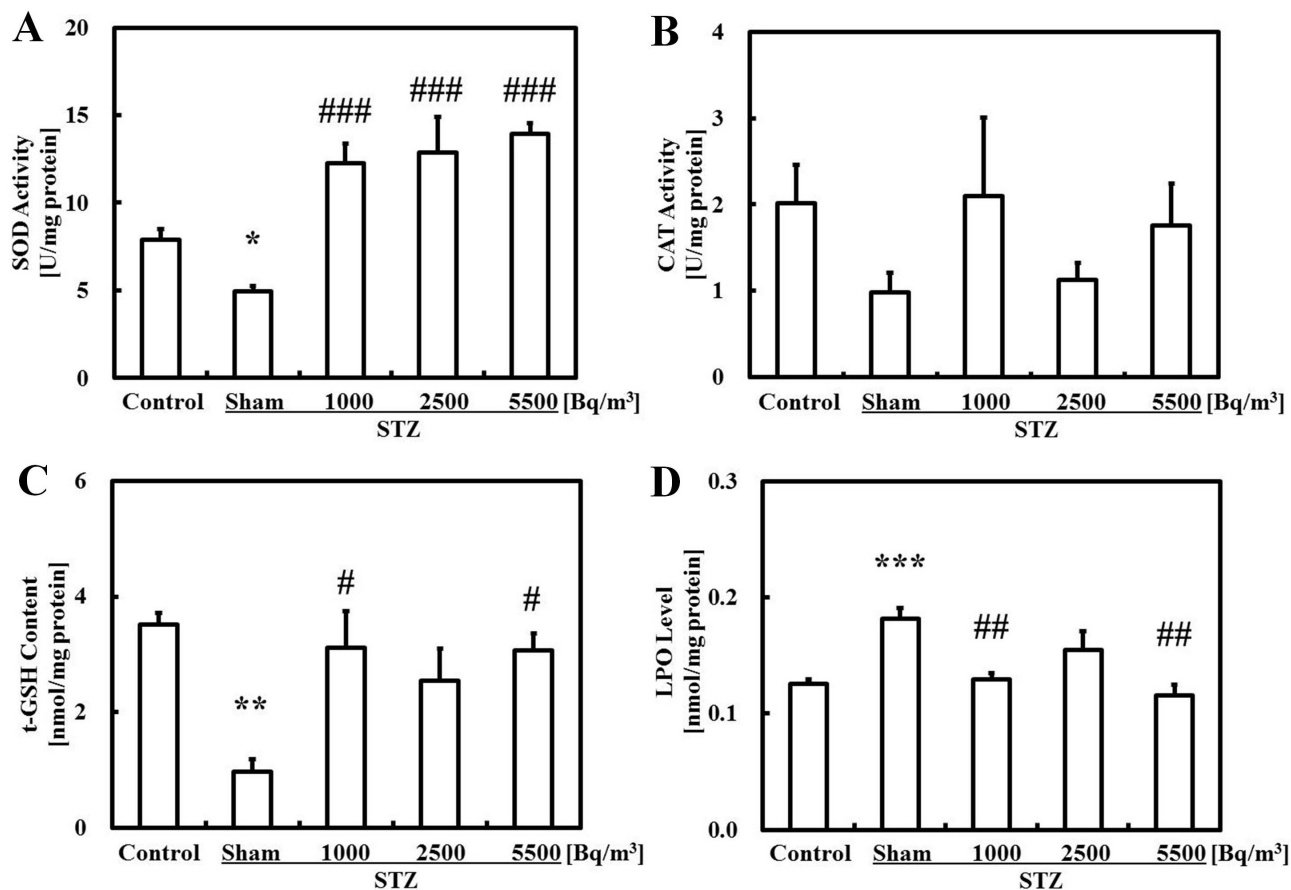 A
SOD Activity
[U/mg protein]
20
15
10
5
0
*
###
###
###
Control Sham 1000 2500 5500 [Bq/m³]
STZ
B
CAT Activity
[U/mg protein]
4
3
2
1
0
Control Sham 1000 2500 5500 [Bq/m³]
STZ
C
t-GSH Content
[nmol/mg protein]
6
4
2
0
**
#
#
Control Sham 1000 2500 5500 [Bq/m³]
STZ
D
LPO Level
[nmol/mg protein]
0.3
0.2
0.1
0.0
***
##
##
Control Sham 1000 2500 5500 [Bq/m³]
STZ